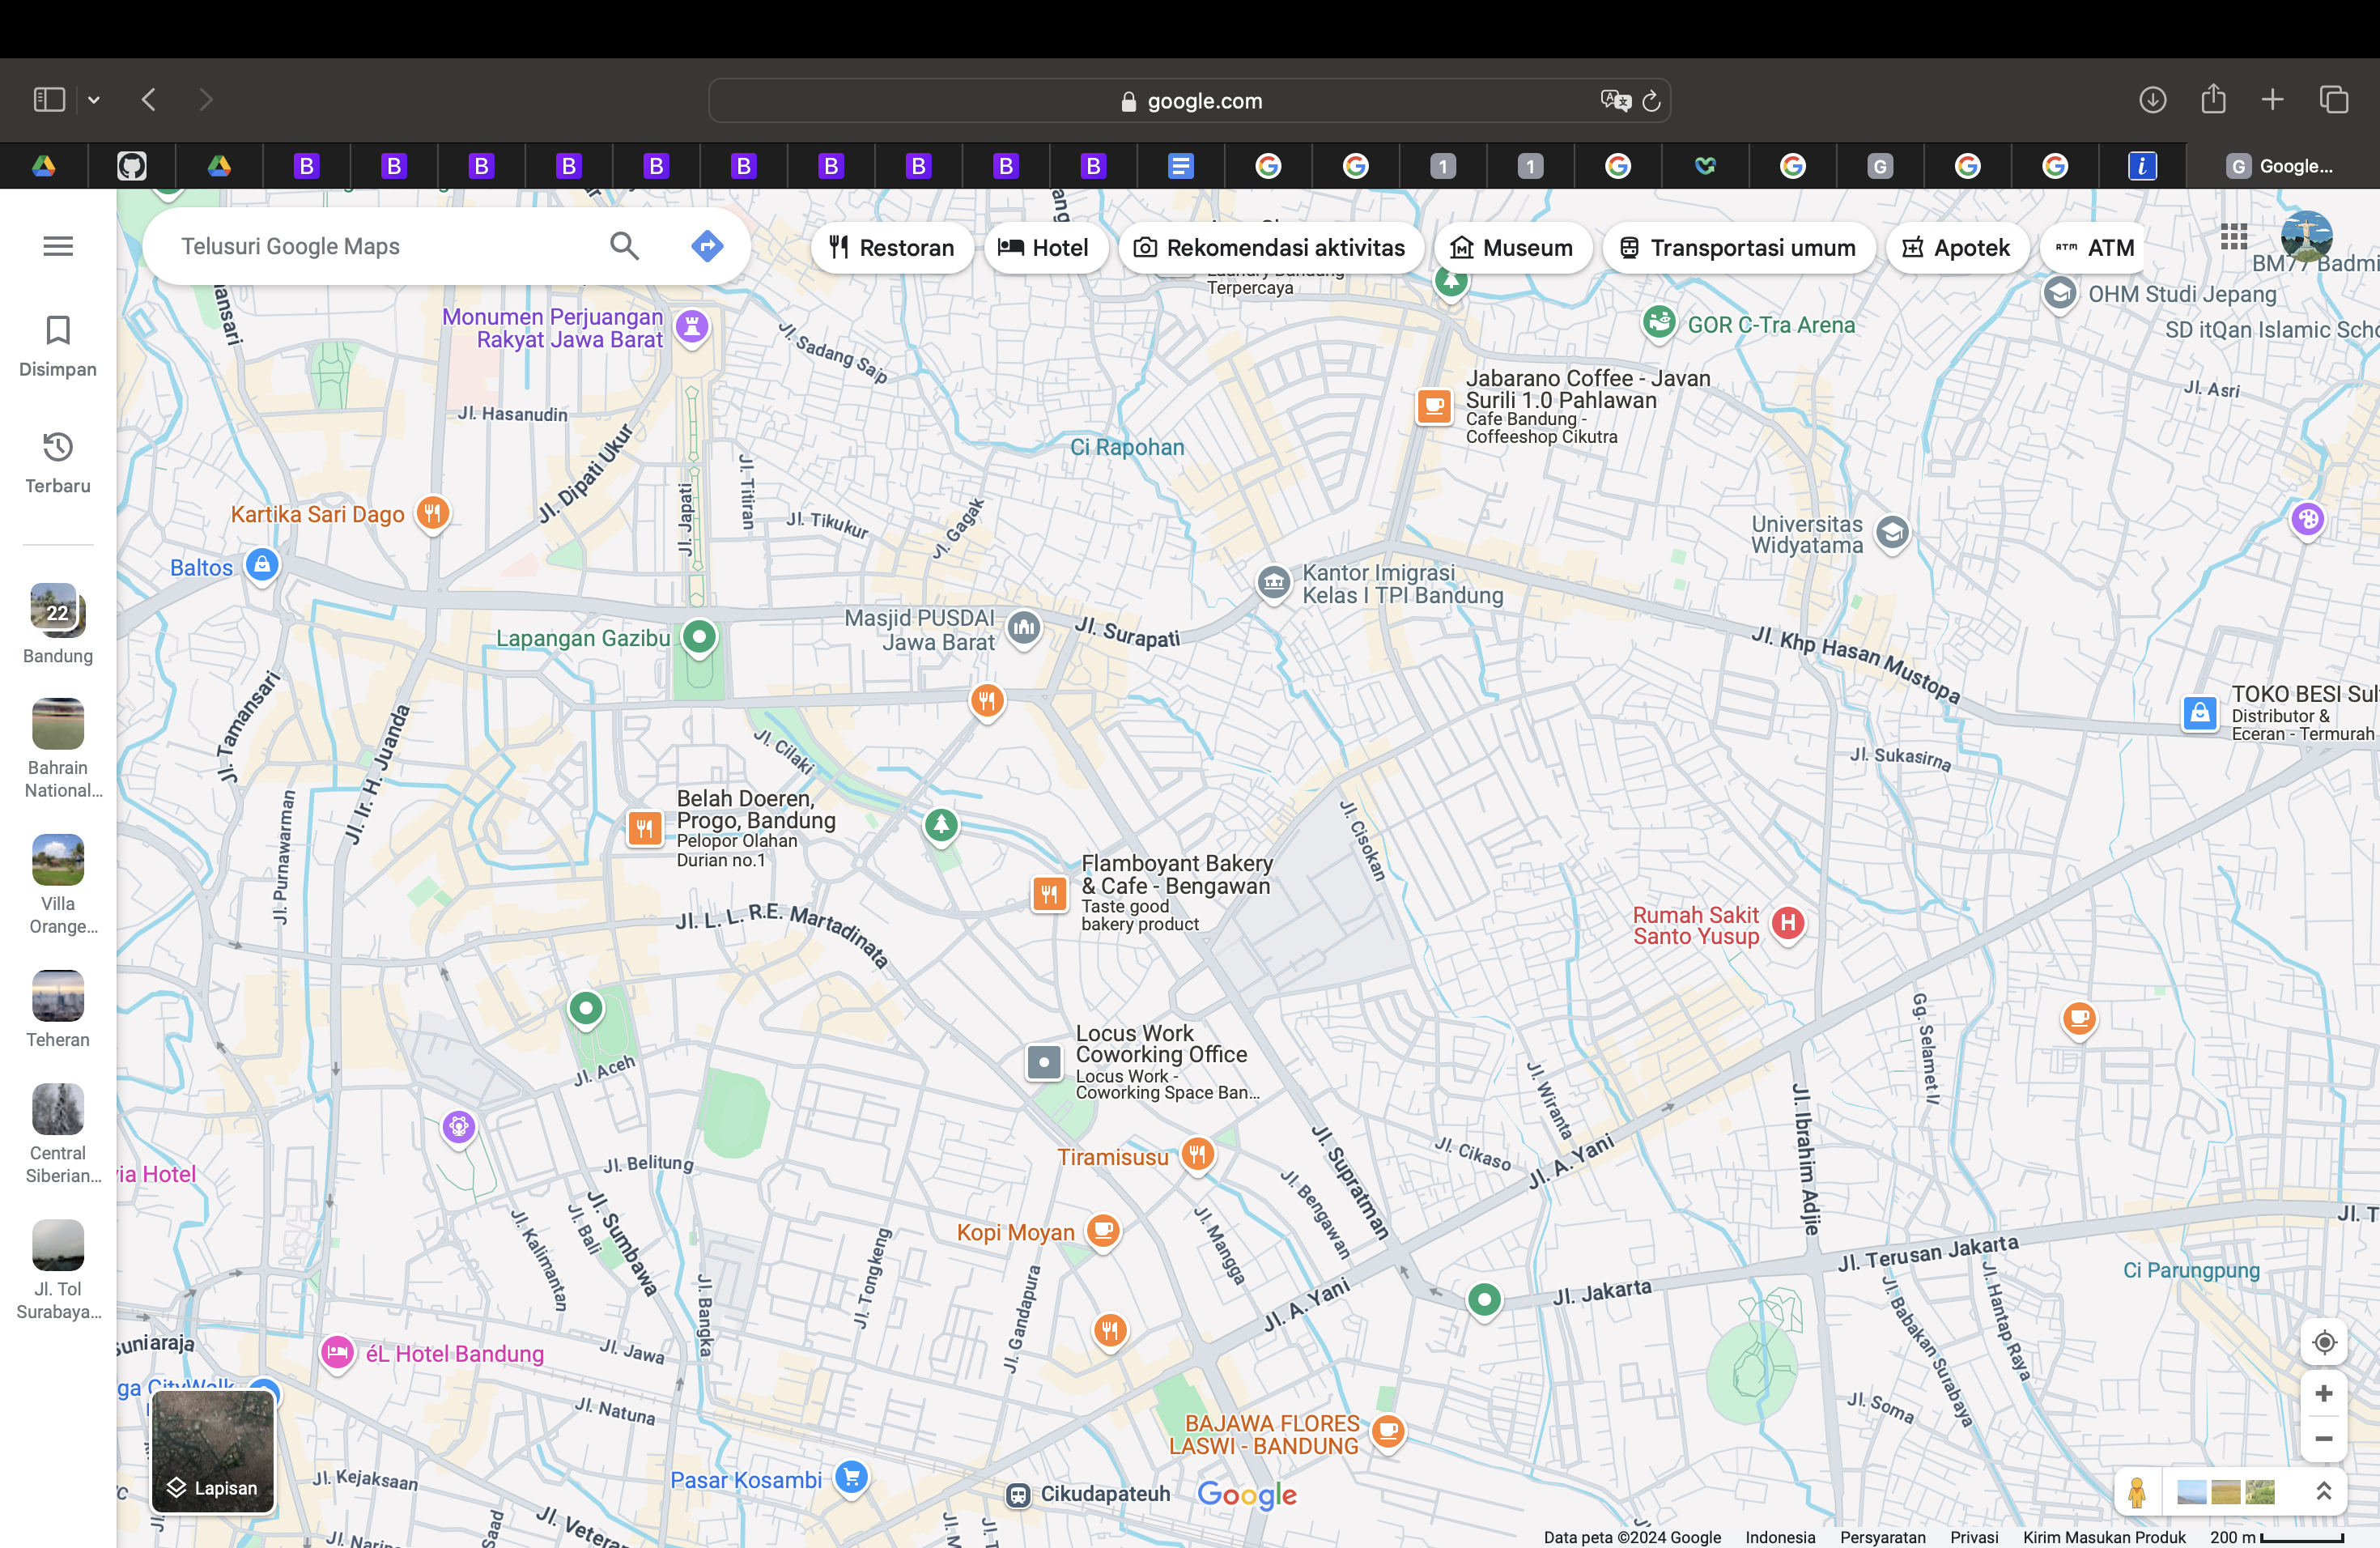 google.com
B
B
B
B
B
B
B
B
B
B
1
1
G
i
G
Google...
Telusuri Google Maps
Restoran
Hotel
Rekomendasi aktivitas
Museum
Transportasi umum
Apotek
ATM
ATM
Disimpan
Terbaru
22
Bandung
Bahrain
National...
Villa
Orange...
Teheran
Central
Siberian...
Jl. Tol
Surabaya...
Terpercaya
BM77 Badmi
OHM Studi Jepang
SD itQan Islamic Scho
Jl. Asri
GOR C-Tra Arena
Monumen Perjuangan
Rakyat Jawa Barat
Jl. Sadang Saip
Jabarano Coffee - Javan
Surili 1.0 Pahlawan
Cafe Bandung -
Coffeeshop Cikutra
Jl. Hasanudin
Jl. Dipati Ukur
Jl. Japati
Jl. Titiran
Jl. Tikukur
Jl. Gagak
Ci Rapohan
Kartika Sari Dago
Baltos
Universitas
Widyatama
Kantor Imigrasi
Kelas I TPI Bandung
Lapangan Gazibu
Masjid PUSDAI
Jawa Barat
Jl. Surapati
Jl. Khp Hasan Mustopa
TOKO BESI Sul
Distributor &
Eceran - Termurah
Jl. Sukasirna
Jl. Tamansari
Jl. Ir. H. Juanda
Jl. Purnawarman
Jl. Cilaki
Jl. Cisokan
Belah Doeren,
Progo, Bandung
Pelopor Olahan
Durian no.1
Flamboyant Bakery
& Cafe - Bengawan
Taste good
bakery product
Jl. L. L. R.E. Martadinata
Rumah Sakit
Santo Yusup
H
Locus Work
Coworking Office
Locus Work -
Coworking Space Ban...
Gg. Selamet I/
Jl. Aceh
Jl. Wiranta
Jl. Ibrahim Adjie
Jl. Cikaso
Jl. A. Yani
Jl. Supratman
Jl. Bengawan
Tiramisusu
Jl. Belitung
via Hotel
Jl. Kalimantan
Jl. Bali
Jl. Sumbawa
Jl. Bangka
Jl. Tongkeng
Jl. Gandapura
Kopi Moyan
Jl. Mangga
Jl. A. Yani
Jl. Jakarta
Jl. Terusan Jakarta
Jl. T
Ci Parungpung
Jl. Babakan Surabaya
Jl. Hantap Raya
Jl. Soma
Suniaraja
éL Hotel Bandung
Jl. Jawa
Jl. Natuna
ga CityWalk
Lapisan
Jl. Kejaksaan
Pasar Kosambi
Cikudapateuh
BAJAWA FLORES
LASWI - BANDUNG
Google
Jl. Veteran
Saad
Data peta ©2024 Google
Indonesia
Persyaratan
Privasi
Kirim Masukan Produk
200 m